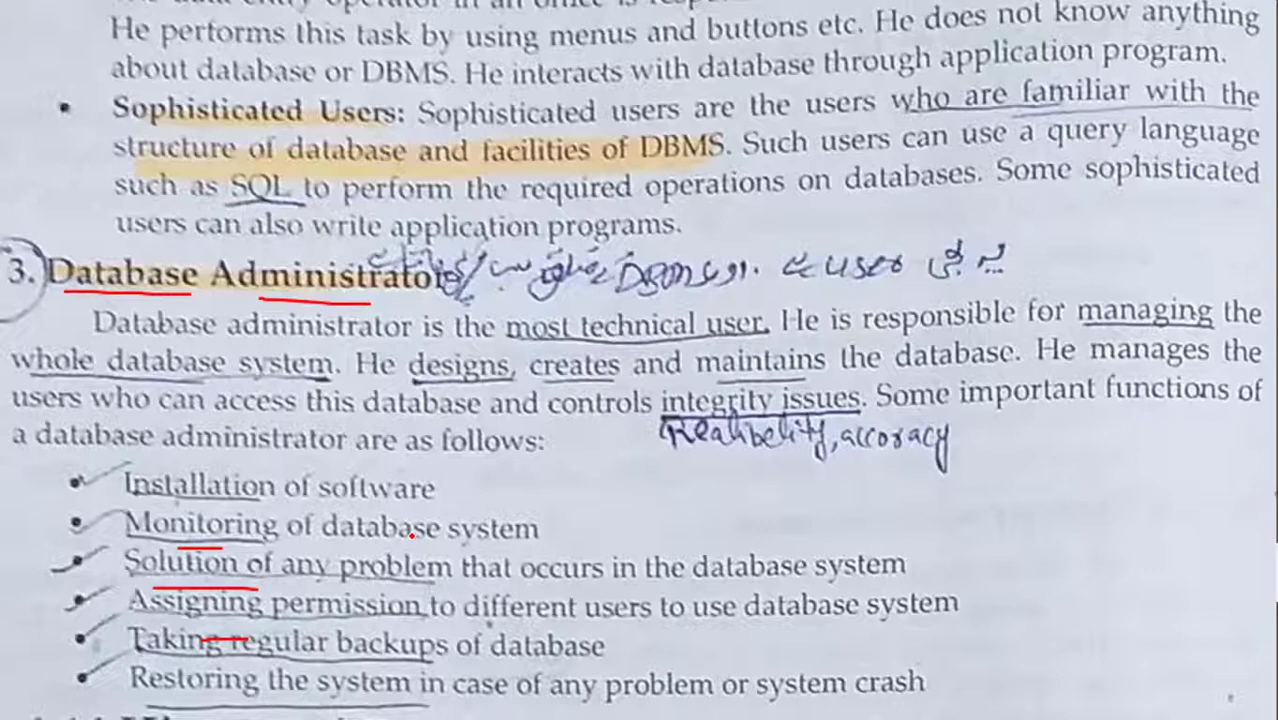 He performs this task by using menus and buttons etc. He does not know anything
about database or DBMS. He interacts with database through application program.
• Sophisticated Users: Sophisticated users are the users who are familiar with the
structure of database and facilities of DBMS. Such users can use a query language
such as SQL to perform the required operations on databases. Some sophisticated
users can also write application programs.
3. Database Administrator
یہ بھی user ہے DBMS
Database administrator is the most technical user. He is responsible for managing the
whole database system. He designs, creates and maintains the database. He manages the
users who can access this database and controls integrity issues. Some important functions of
Realibelity, accoracy
a database administrator are as follows:
• Installation of software
• Monitoring of database system
• Solution of any problem that occurs in the database system
• Assigning permission to different users to use database system
• Taking regular backups of database
• Restoring the system in case of any problem or system crash